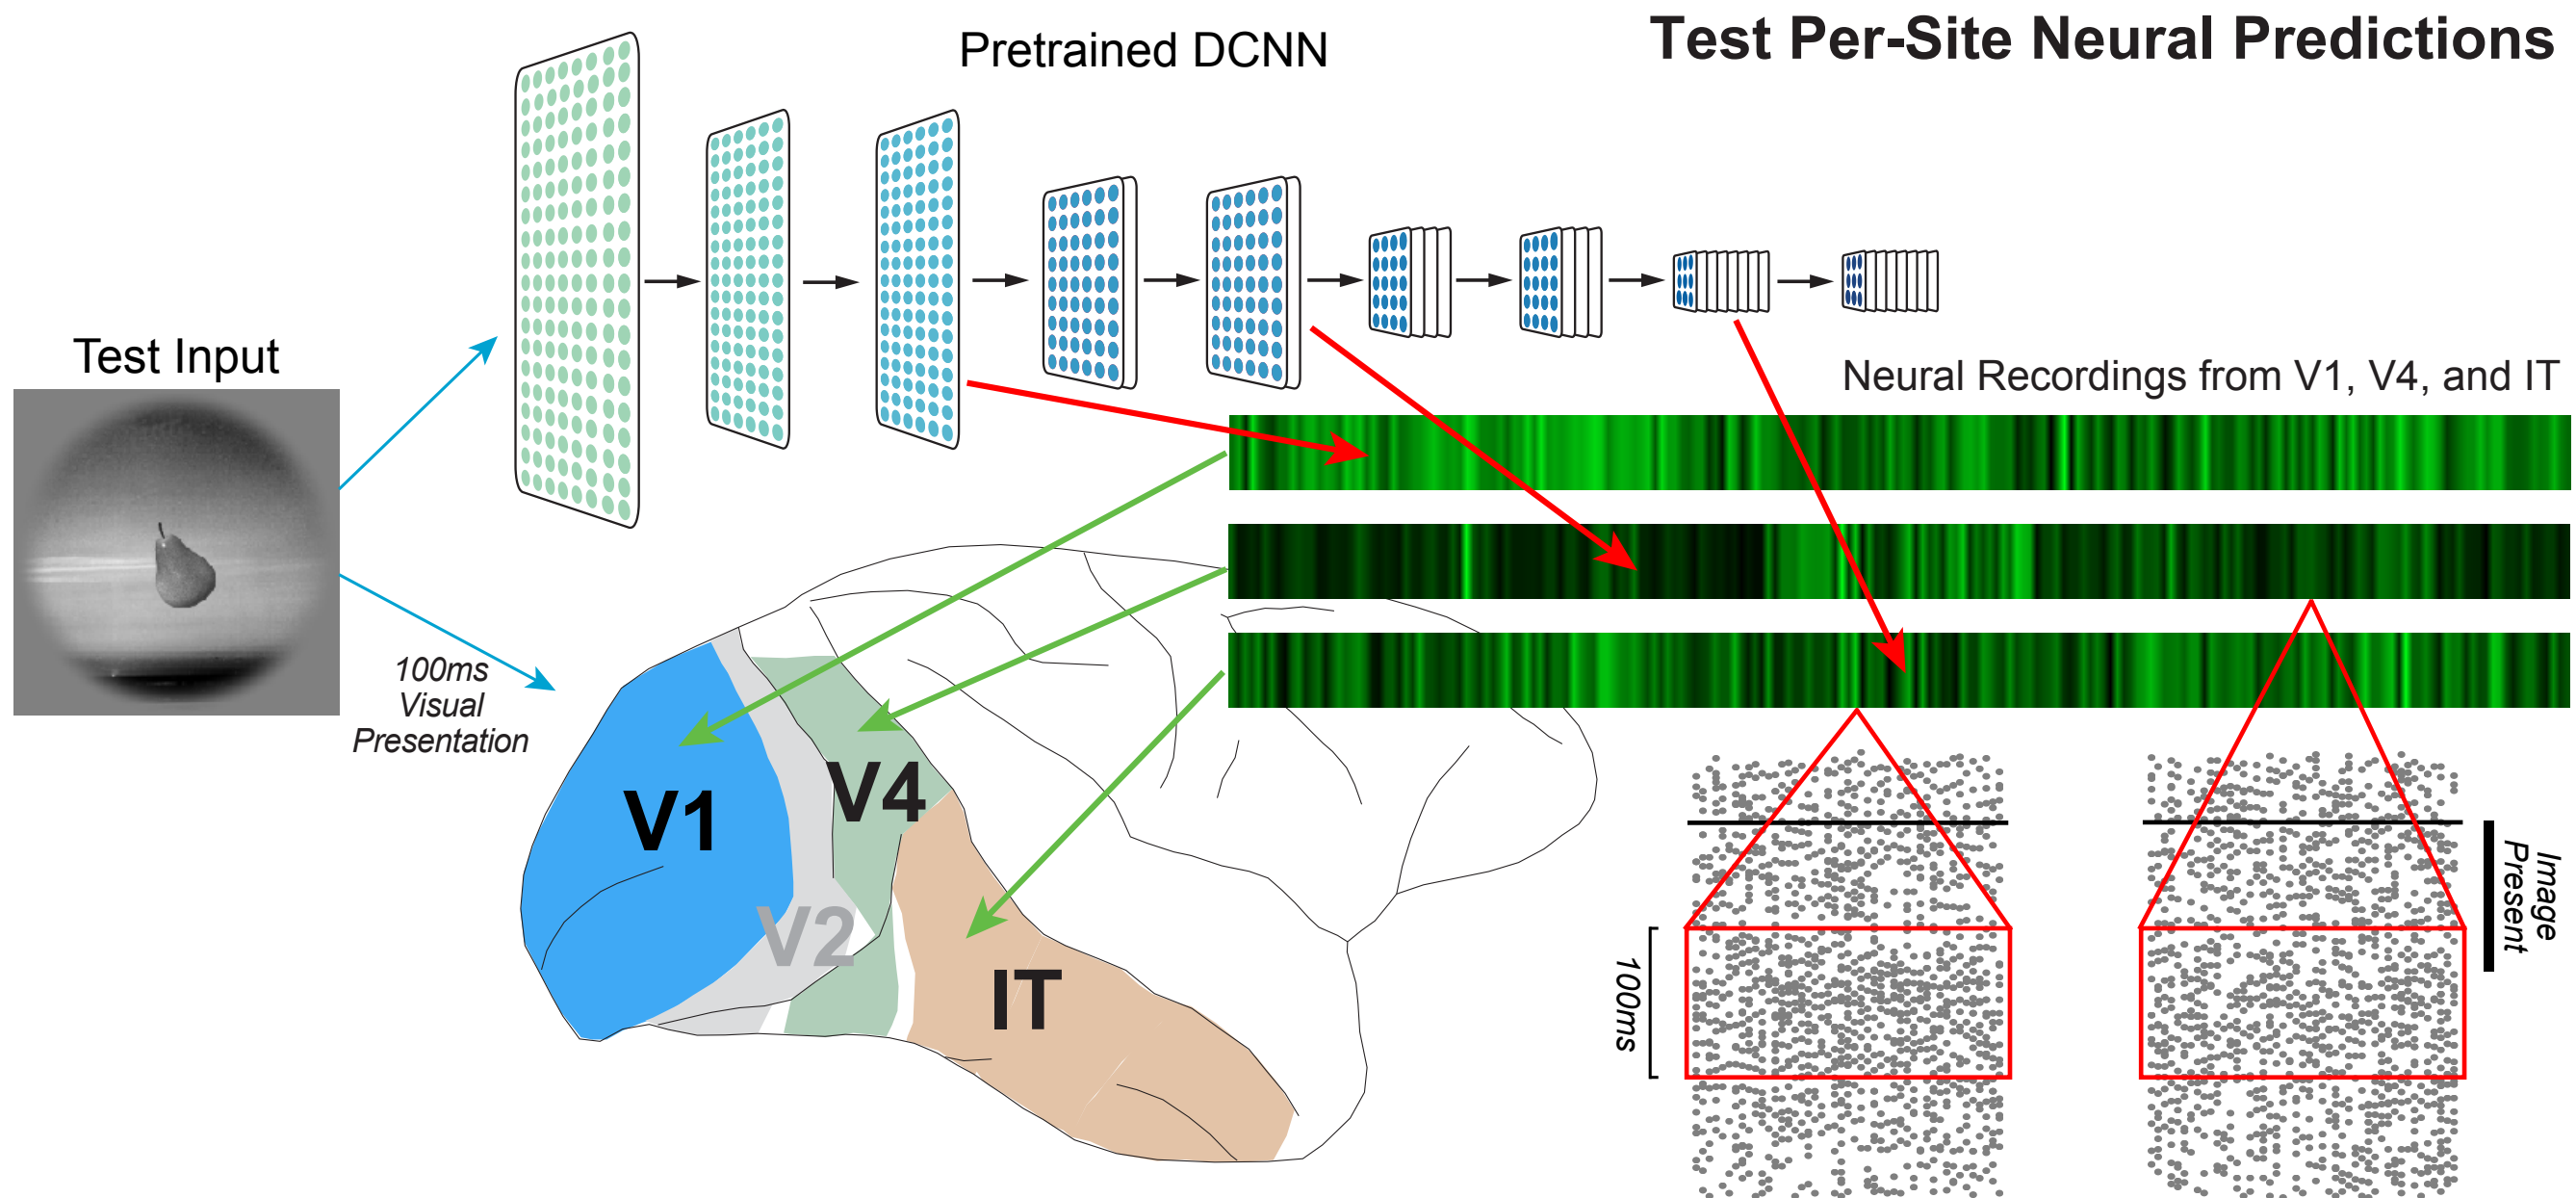 Test Per-Site Neural Predictions
Pretrained DCNN
Test Input
Neural Recordings from V1, V4, and IT
100ms
Visual
Presentation
V1
V4
V2
IT
100ms
Image
Present